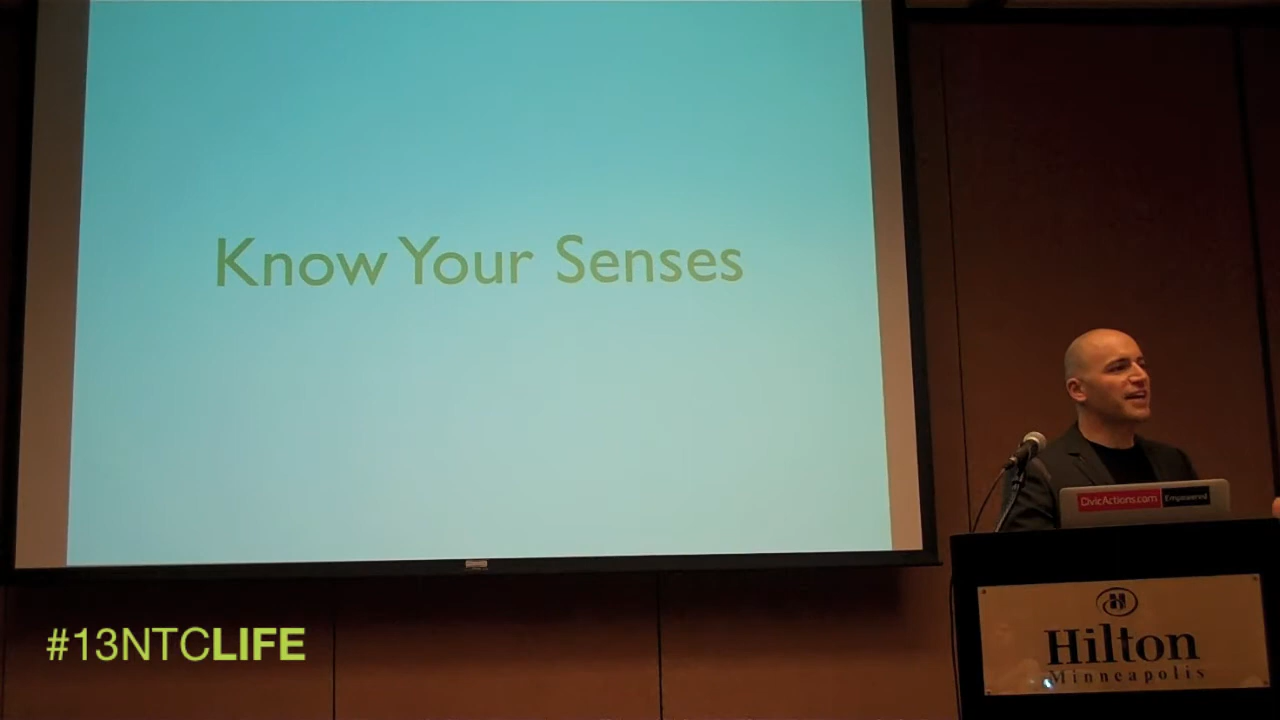 Know Your Senses
CivicActions.com Empowered
Hilton
Minneapolis
#13NTCLIFE